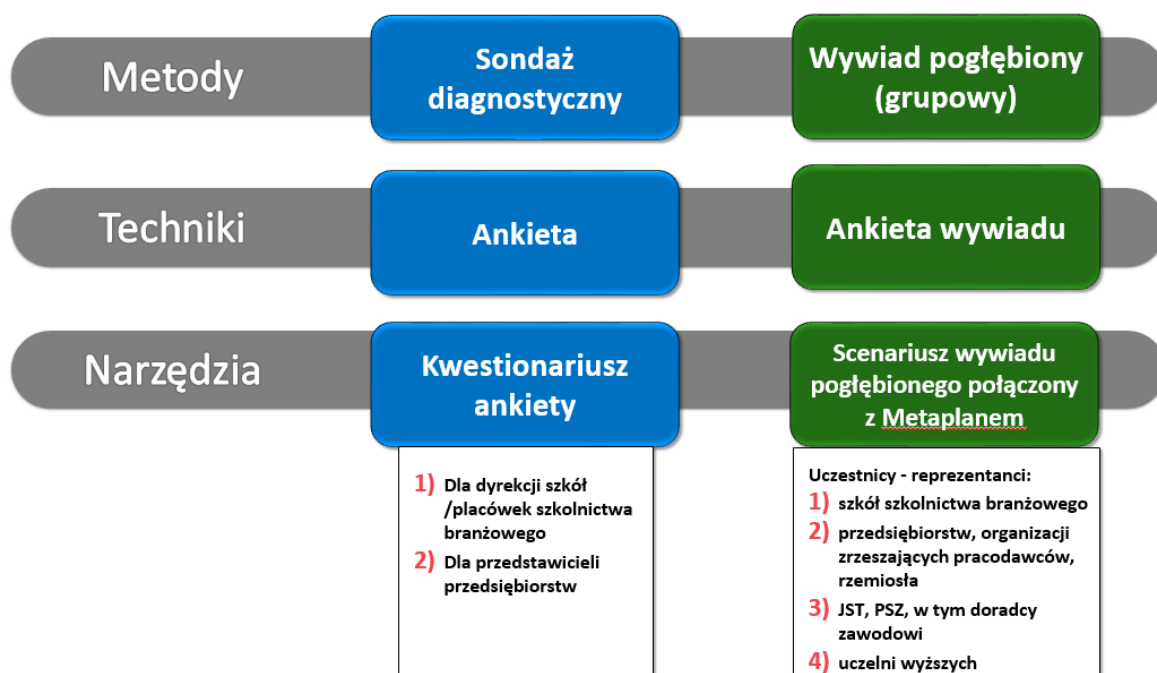 Metody
Sondaż
diagnostyczny
Wywiad pogłębiony
(grupowy)
Techniki
Ankieta
Ankieta wywiadu
Narzędzia
Kwestionariusz
ankiety
Scenariusz wywiadu
pogłębionego połączony
z Metaplanem
1) Dla dyrekcji szkół
/placówek szkolnictwa
branżowego
2) Dla przedstawicieli
przedsiębiorstw
Uczestnicy - reprezentanci:
1) szkół szkolnictwa branżowego
2) przedsiębiorstw, organizacji
zrzeszających pracodawców,
rzemiosła
3) JST, PSZ, w tym doradcy
zawodowi
4) uczelni wyższych